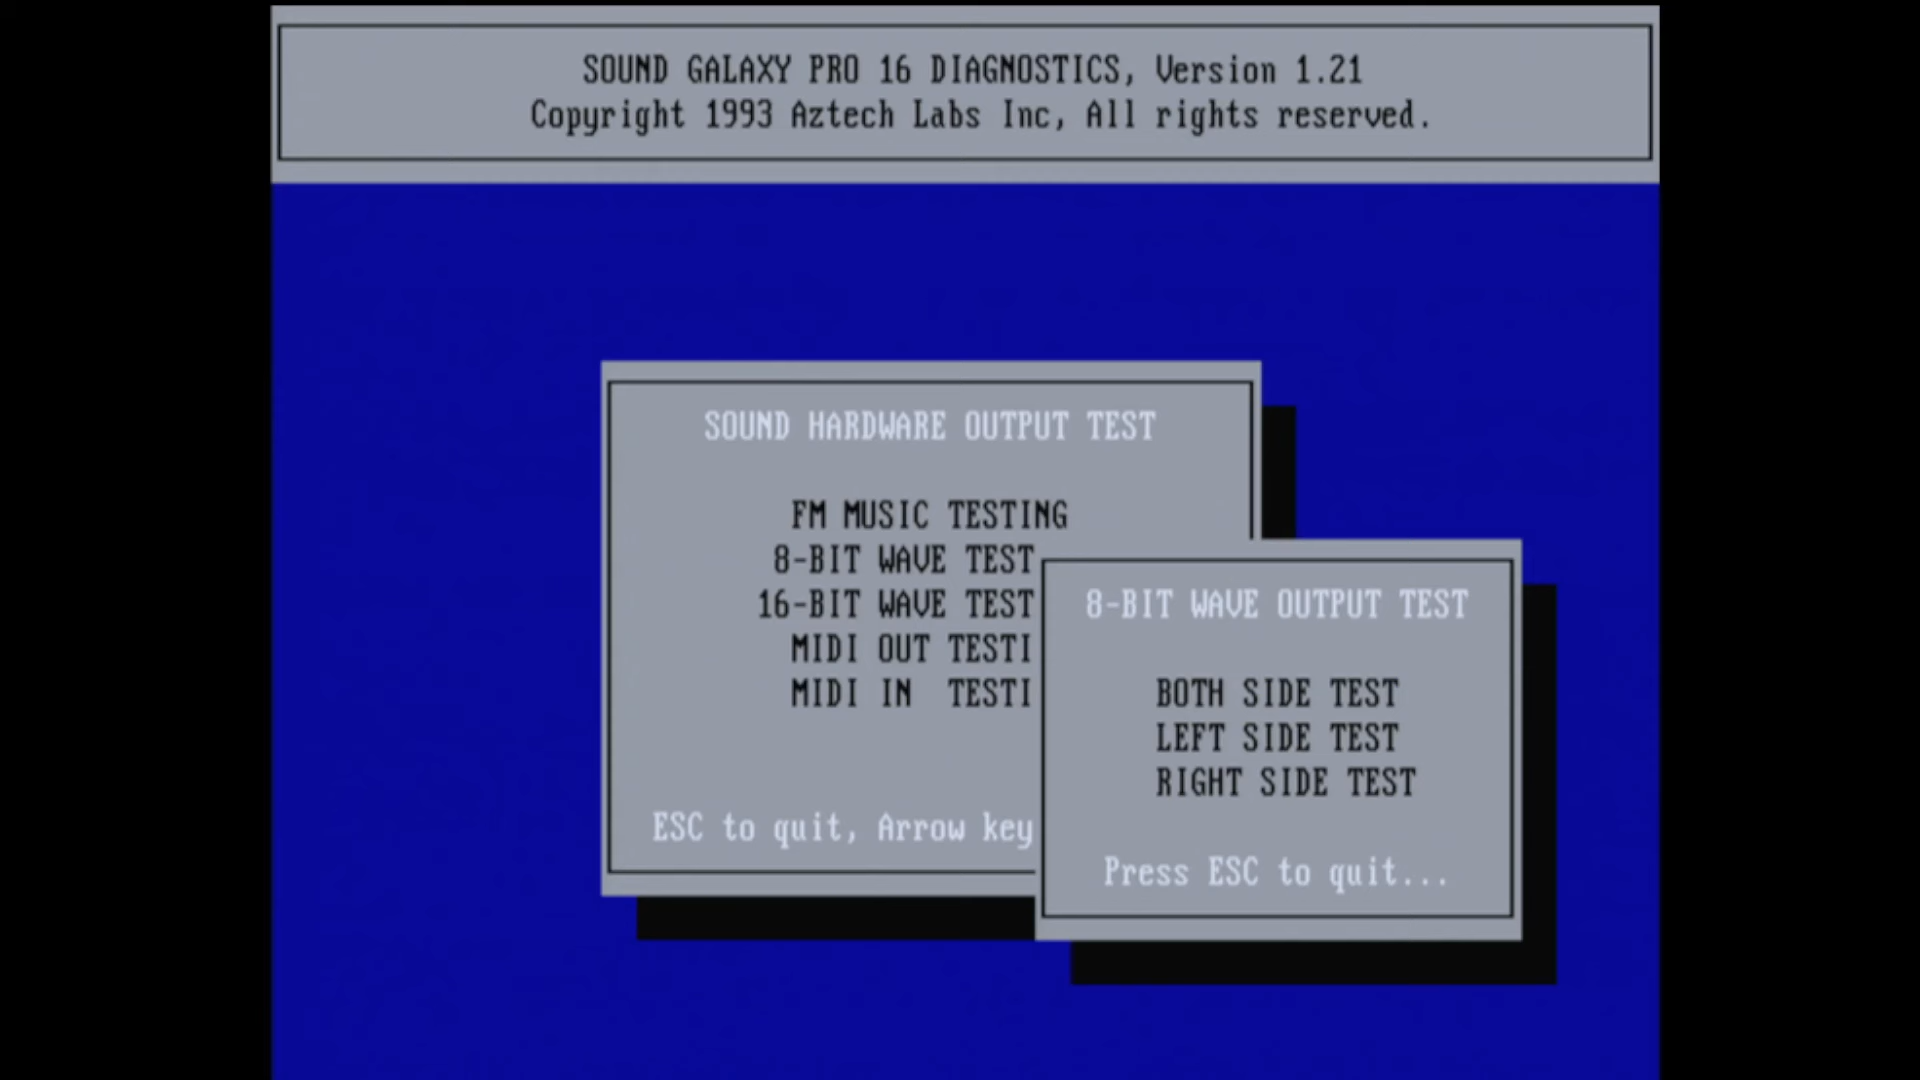 SOUND GALAXY PRO 16 DIAGNOSTICS, Version 1.21
Copyright 1993 Aztech Labs Inc, All rights reserved.
SOUND HARDWARE OUTPUT TEST
FM MUSIC TESTING
8-BIT WAVE TEST
16-BIT WAVE TEST
MIDI OUT TESTI
MIDI IN TESTI
ESC to quit, Arrow key
8-BIT WAVE OUTPUT TEST
BOTH SIDE TEST
LEFT SIDE TEST
RIGHT SIDE TEST
Press ESC to quit...